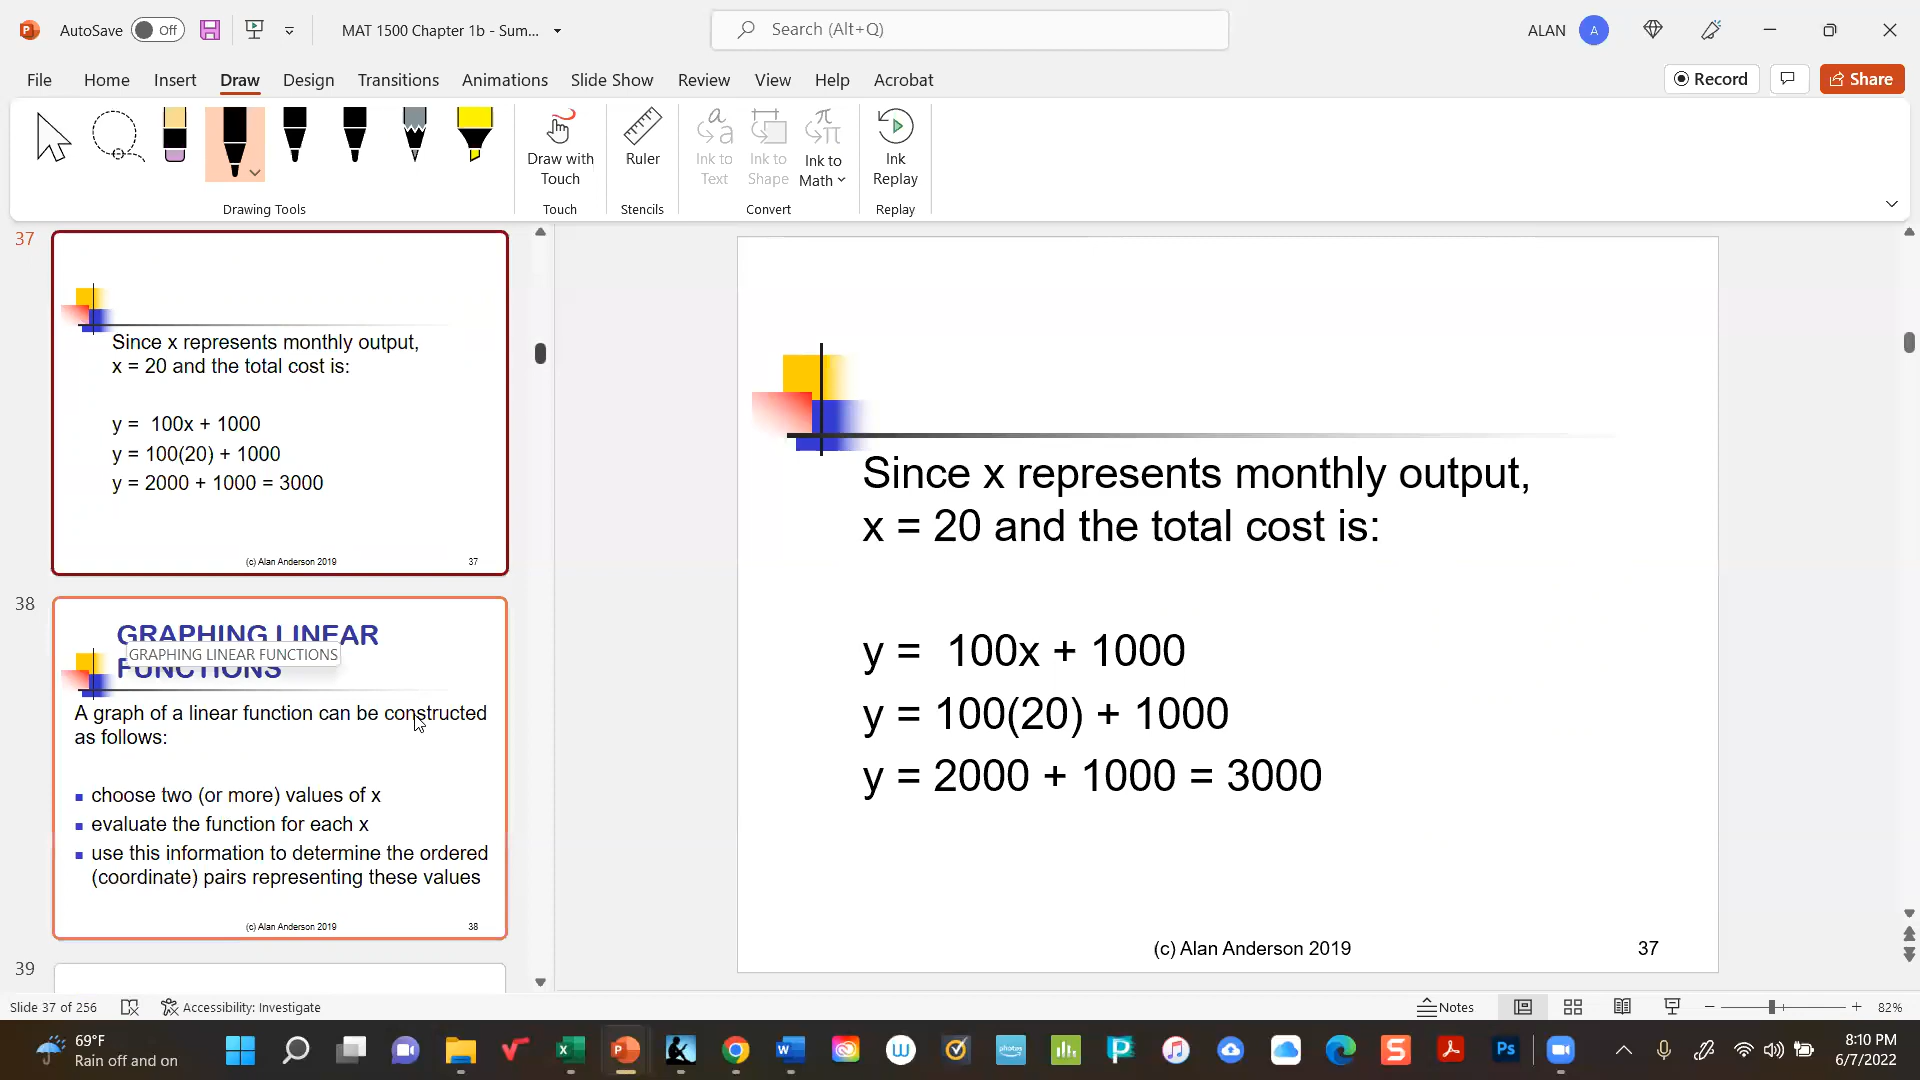 AutoSave Off MAT 1500 Chapter 1b - Sum... Search (Alt+Q) ALAN A
File Home Insert Draw Design Transitions Animations Slide Show Review View Help Acrobat Record Share
Draw with Touch
Ruler
Ink to Text
Ink to Shape
Ink to Math
Ink Replay
Drawing Tools Touch Stencils Convert Replay
37
Since x represents monthly output,
x = 20 and the total cost is:
y = 100x + 1000
y = 100(20) + 1000
y = 2000 + 1000 = 3000
(c) Alan Anderson 2019 37
38
GRAPHING LINEAR
GRAPHING LINEAR FUNCTIONS
FUNCTIONS
A graph of a linear function can be constructed
as follows:
choose two (or more) values of x
evaluate the function for each x
use this information to determine the ordered
(coordinate) pairs representing these values
(c) Alan Anderson 2019 38
39
Since x represents monthly output,
x = 20 and the total cost is:
y = 100x + 1000
y = 100(20) + 1000
y = 2000 + 1000 = 3000
(c) Alan Anderson 2019 37
Slide 37 of 256 Accessibility: Investigate Notes 82%
69°F
Rain off and on
photos
Ps
8:10 PM
6/7/2022